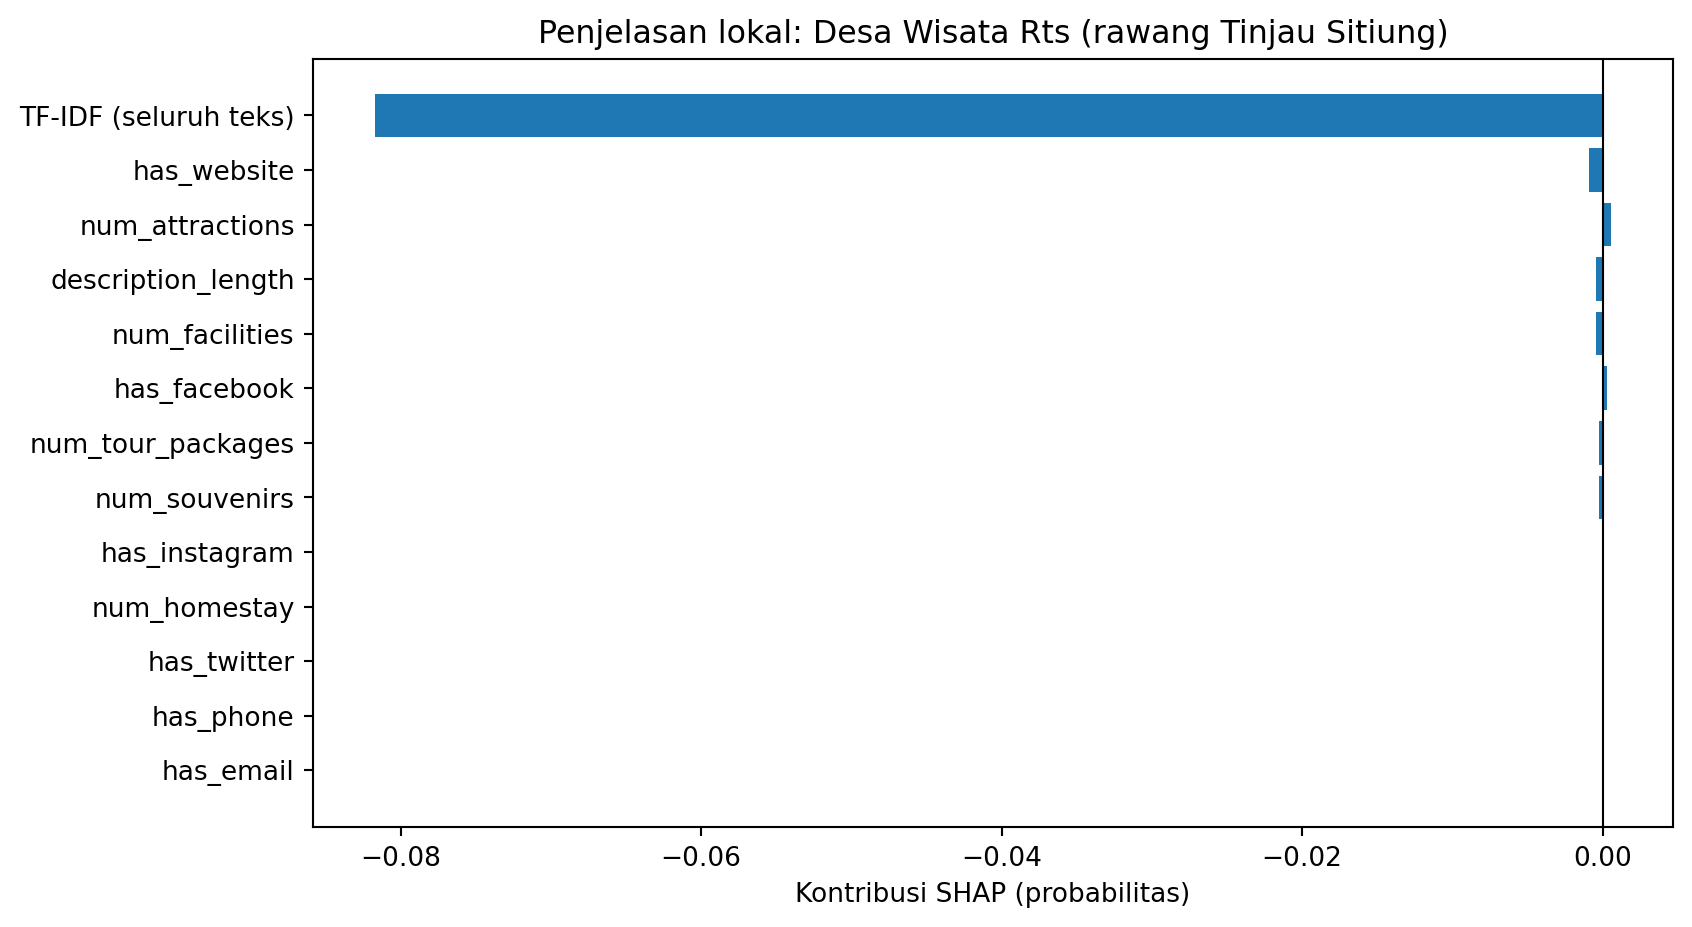 Penjelasan lokal: Desa Wisata Rts (rawang Tinjau Sitiung)
TF-IDF (seluruh teks)
has_website
num_attractions
description_length
num_facilities
has_facebook
num_tour_packages
num_souvenirs
has_instagram
num_homestay
has_twitter
has_phone
has_email
−0.08 −0.06 −0.04 −0.02 0.00
Kontribusi SHAP (probabilitas)